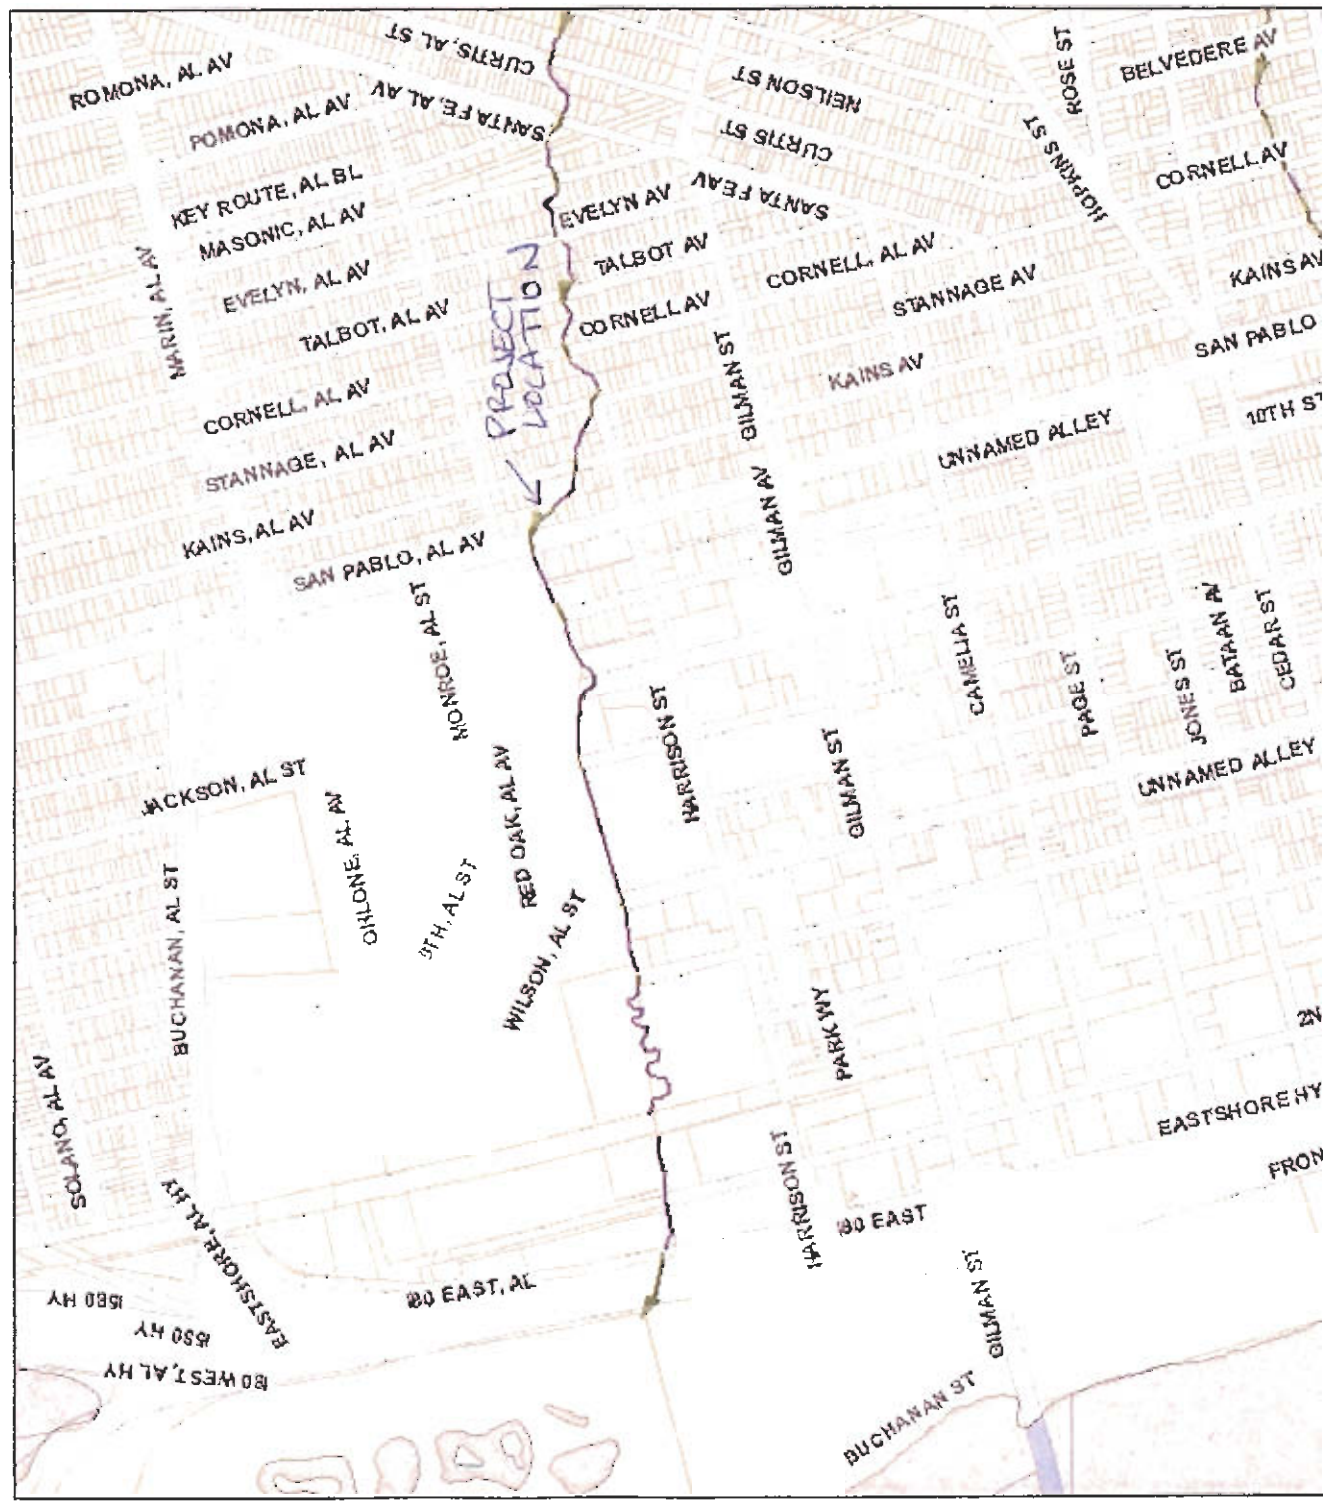 CURTIS, AL ST
ROMONA, AL AV
SANTA FE, AL AV
POMONA, AL AV
NEILSON ST
ROSE ST
BELVEDERE AV
CURTIS ST
HOPKINS ST
CORNELL AV
KEY ROUTE, AL BL
MASONIC, AL AV
EVELYN AV
SANTA FE AV
MARIN, AL AV
EVELYN, AL AV
TALBOT AV
CORNELL, AL AV
STANNAGE AV
KAINS AV
TALBOT, AL AV
PROJECT
LOCATION
CORNELL AV
SAN PABLO
GILMAN ST
KAINS AV
CORNELL, AL AV
10TH ST
UNNAMED ALLEY
STANNAGE, AL AV
GILMAN AV
KAINS, AL AV
SAN PABLO, AL AV
MONROE, AL ST
CAMELIA ST
PAGE ST
JONES ST
BATAAN AV
CEDAR ST
HARRISON ST
GILMAN ST
UNNAMED ALLEY
JACKSON, AL ST
OHLONE, AL AV
RED OAK, AL AV
9TH, AL ST
BUCHANAN, AL ST
WILSON, AL ST
PARK WY
2N
SOLANO, AL AV
EASTSHORE HY
FRON
HARRISON ST
I80 EAST
EASTSHORE, AL HY
I80 EAST, AL
I580 HY
I580 HY
I80 WEST, AL HY
GILMAN ST
BUCHANAN ST